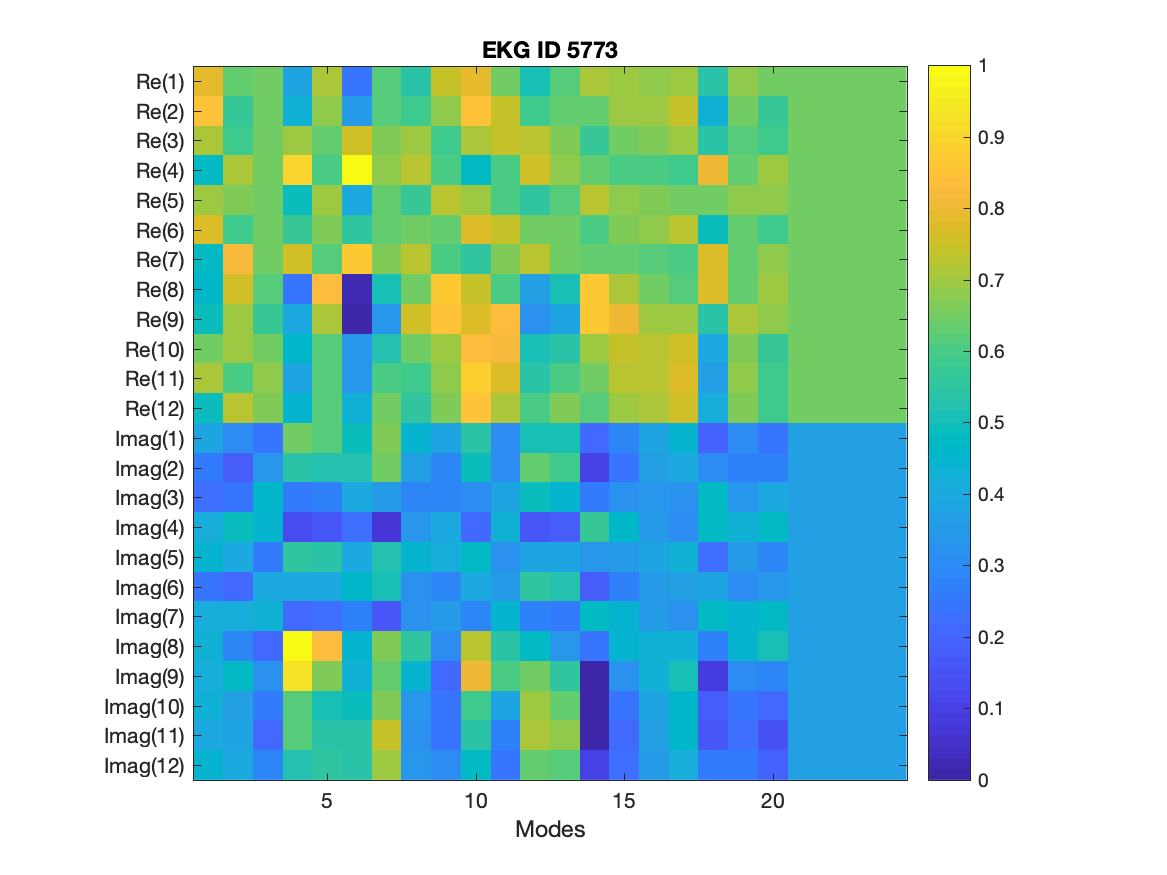 EKG ID 5773
Re(1)
Re(2)
Re(3)
Re(4)
Re(5)
Re(6)
Re(7)
Re(8)
Re(9)
Re(10)
Re(11)
Re(12)
Imag(1)
Imag(2)
Imag(3)
Imag(4)
Imag(5)
Imag(6)
Imag(7)
Imag(8)
Imag(9)
Imag(10)
Imag(11)
Imag(12)
5 10 15 20
Modes
1
0.9
0.8
0.7
0.6
0.5
0.4
0.3
0.2
0.1
0